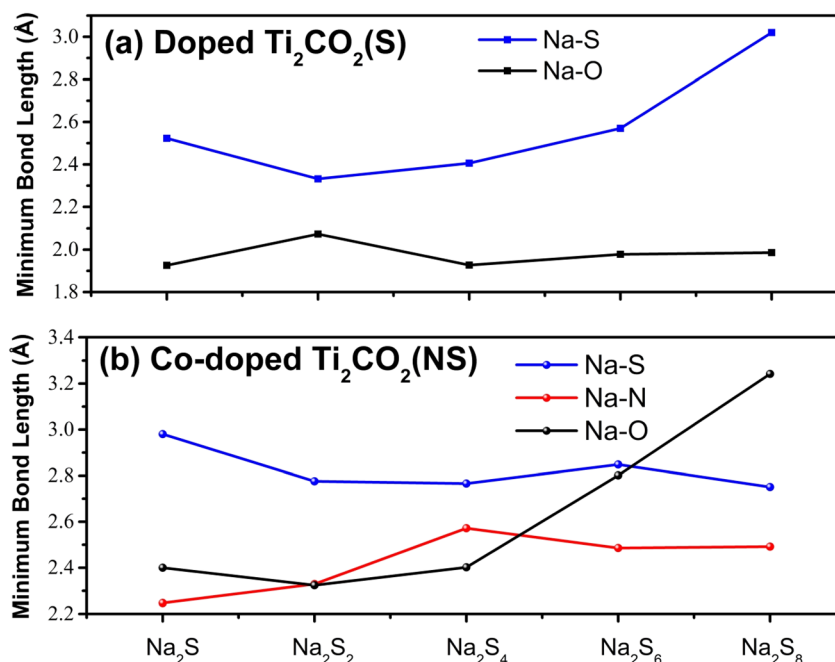 (a) Doped Ti₂CO₂(S)
Na-S
Na-O
Minimum Bond Length (Å)
3.0
2.8
2.6
2.4
2.2
2.0
1.8
(b) Co-doped Ti₂CO₂(NS)
Na-S
Na-N
Na-O
Minimum Bond Length (Å)
3.4
3.2
3.0
2.8
2.6
2.4
2.2
Na₂S Na₂S₂ Na₂S₄ Na₂S₆ Na₂S₈